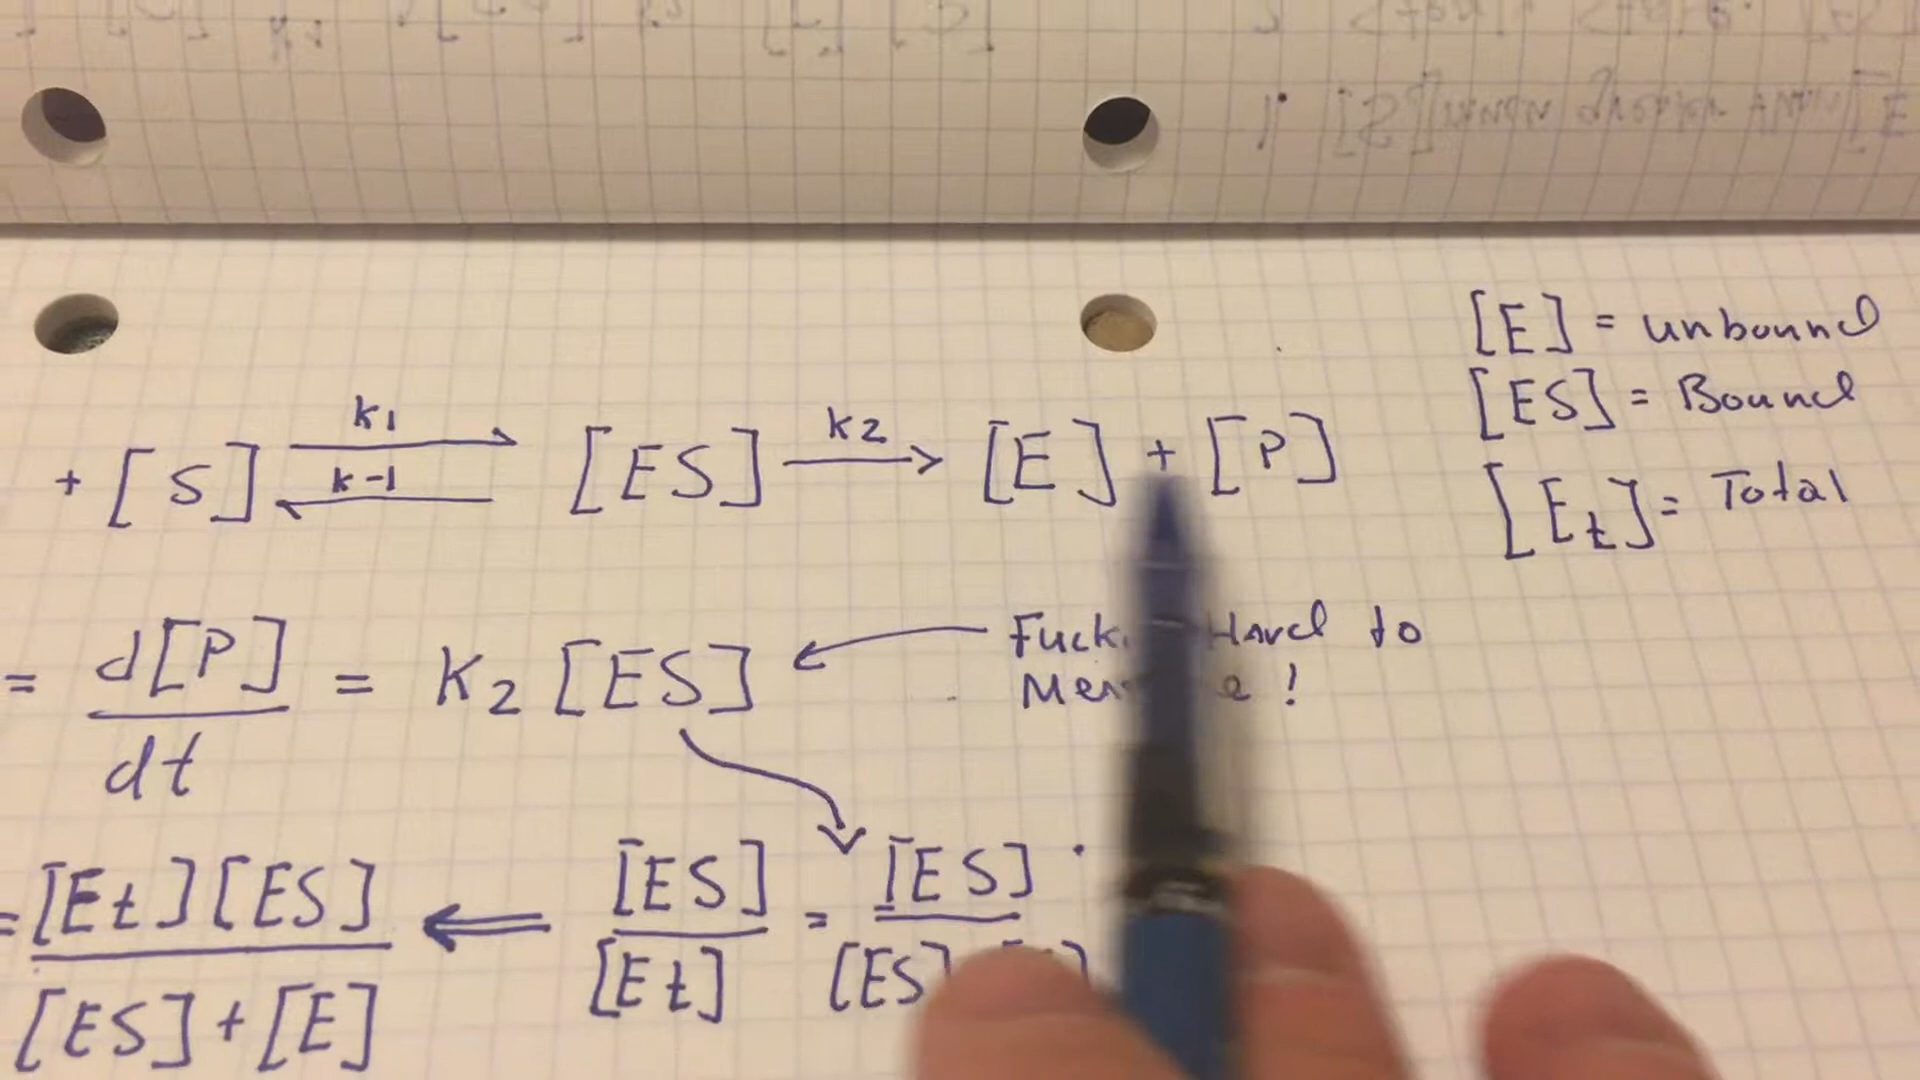 [E] = unbound
[ES] = Bound
[Et] = Total
k1
+ [S] ⇌ [ES] → [E] + [P]
k-1
k2
= d[P]/dt = K2 [ES] ← Hard to
!
= [Et][ES] / [ES] + [E] ⇐ [ES] / [Et] = [ES] / [ES]